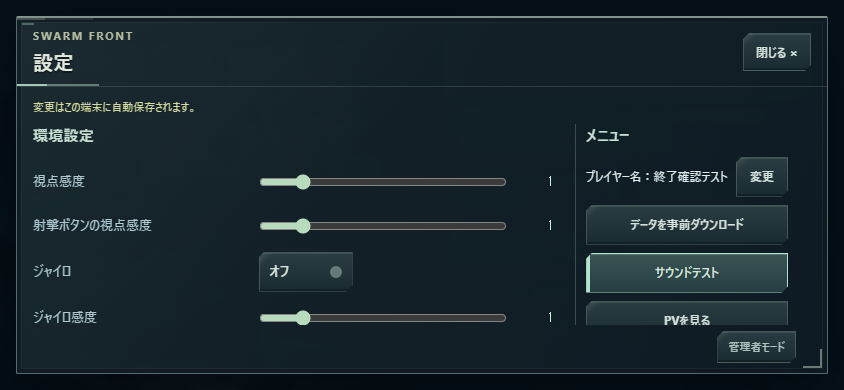 SWARM FRONT
設定
閉じる ×
変更はこの端末に自動保存されます。
環境設定
視点感度
1
射撃ボタンの視点感度
1
ジャイロ
オフ
ジャイロ感度
1
メニュー
プレイヤー名：終了確認テスト
変更
データを事前ダウンロード
サウンドテスト
PVを見る
管理者モード